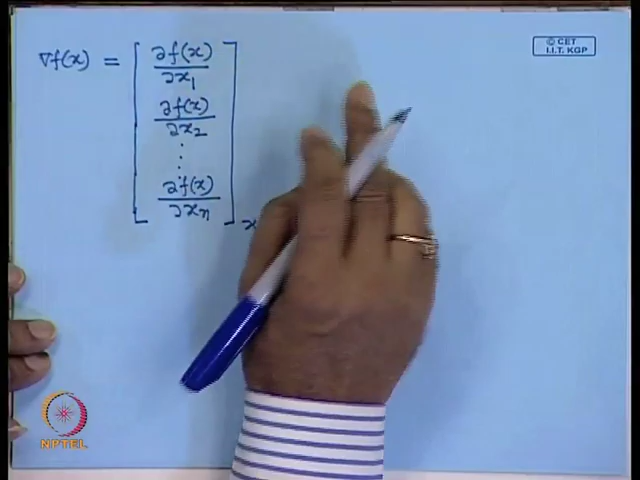 ∇f(x) = [ ∂f(x)/∂x₁
∂f(x)/∂x₂
⋮
∂f(x)/∂xₙ ] x
© CET
I.I.T. KGP
NPTEL